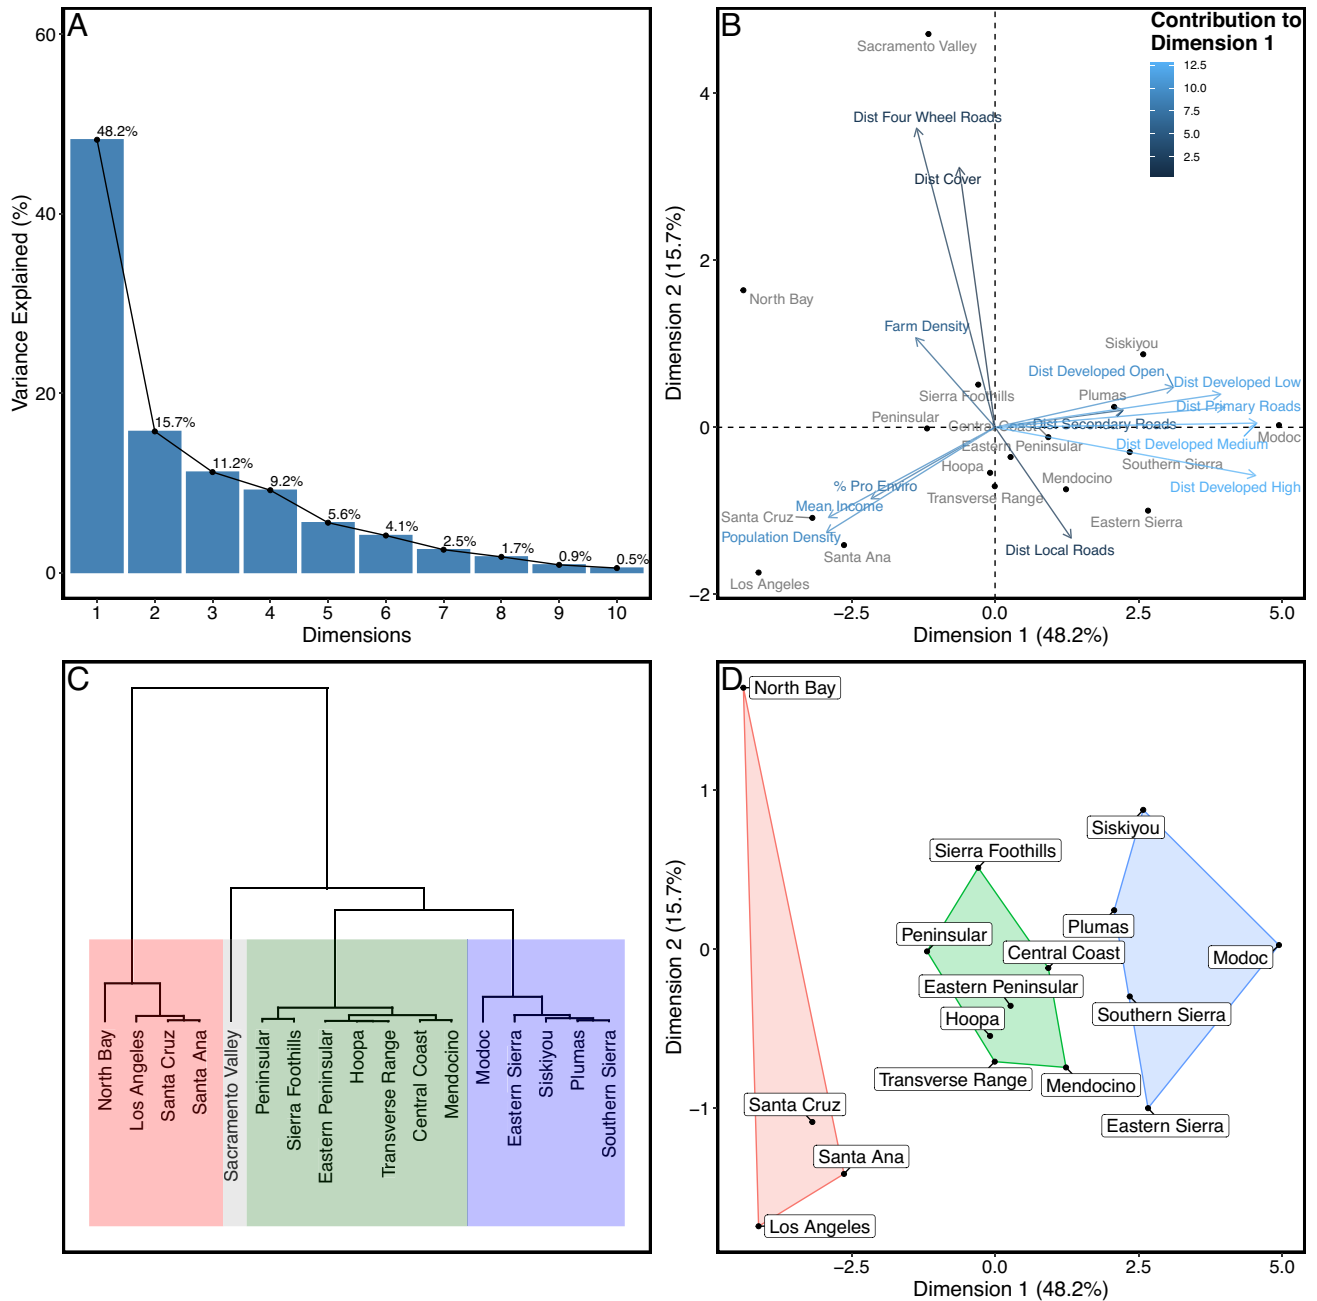 A
60
40
20
0
Variance Explained (%)
48.2%
15.7%
11.2%
9.2%
5.6%
4.1%
2.5%
1.7%
0.9%
0.5%
1 2 3 4 5 6 7 8 9 10
Dimensions
B
Contribution to
Dimension 1
12.5
10.0
7.5
5.0
2.5
4
2
0
−2
Dimension 2 (15.7%)
Sacramento Valley
Dist Four Wheel Roads
Dist Cover
North Bay
Farm Density
Siskiyou
Dist Developed Open
Dist Developed Low
Sierra Foothills
Plumas
Dist Primary Roads
Peninsular
Central Coast
Dist Secondary Roads
Modoc
Eastern Peninsular
Dist Developed Medium
Hoopa
Southern Sierra
Mendocino
% Pro Enviro
Dist Developed High
Transverse Range
Mean Income
Santa Cruz
Eastern Sierra
Population Density
Dist Local Roads
Santa Ana
Los Angeles
−2.5 0.0 2.5 5.0
Dimension 1 (48.2%)
C
North Bay
Los Angeles
Santa Cruz
Santa Ana
Sacramento Valley
Peninsular
Sierra Foothills
Eastern Peninsular
Hoopa
Transverse Range
Central Coast
Mendocino
Modoc
Eastern Sierra
Siskiyou
Plumas
Southern Sierra
D
1
0
−1
Dimension 2 (15.7%)
North Bay
Siskiyou
Sierra Foothills
Plumas
Peninsular
Central Coast
Modoc
Eastern Peninsular
Southern Sierra
Hoopa
Transverse Range
Mendocino
Santa Cruz
Eastern Sierra
Santa Ana
Los Angeles
−2.5 0.0 2.5 5.0
Dimension 1 (48.2%)